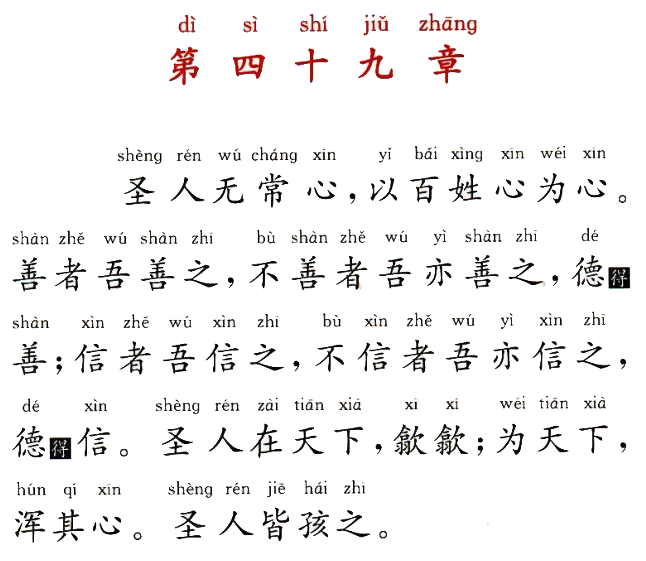 dì sì shí jiǔ zhāng
第四十九章
shèng rén wú cháng xīn yǐ bǎi xìng xīn wéi xīn
圣人无常心，以百姓心为心。
shàn zhě wú shàn zhī bù shàn zhě wú yì shàn zhī dé
善者吾善之，不善者吾亦善之，德得
shàn xìn zhě wú xìn zhī bù xìn zhě wú yì xìn zhī
善；信者吾信之，不信者吾亦信之，
dé xìn shèng rén zài tiān xià xī xī wéi tiān xià
德得信。圣人在天下，歙歙；为天下，
hún qí xīn shèng rén jiē hái zhī
浑其心。圣人皆孩之。